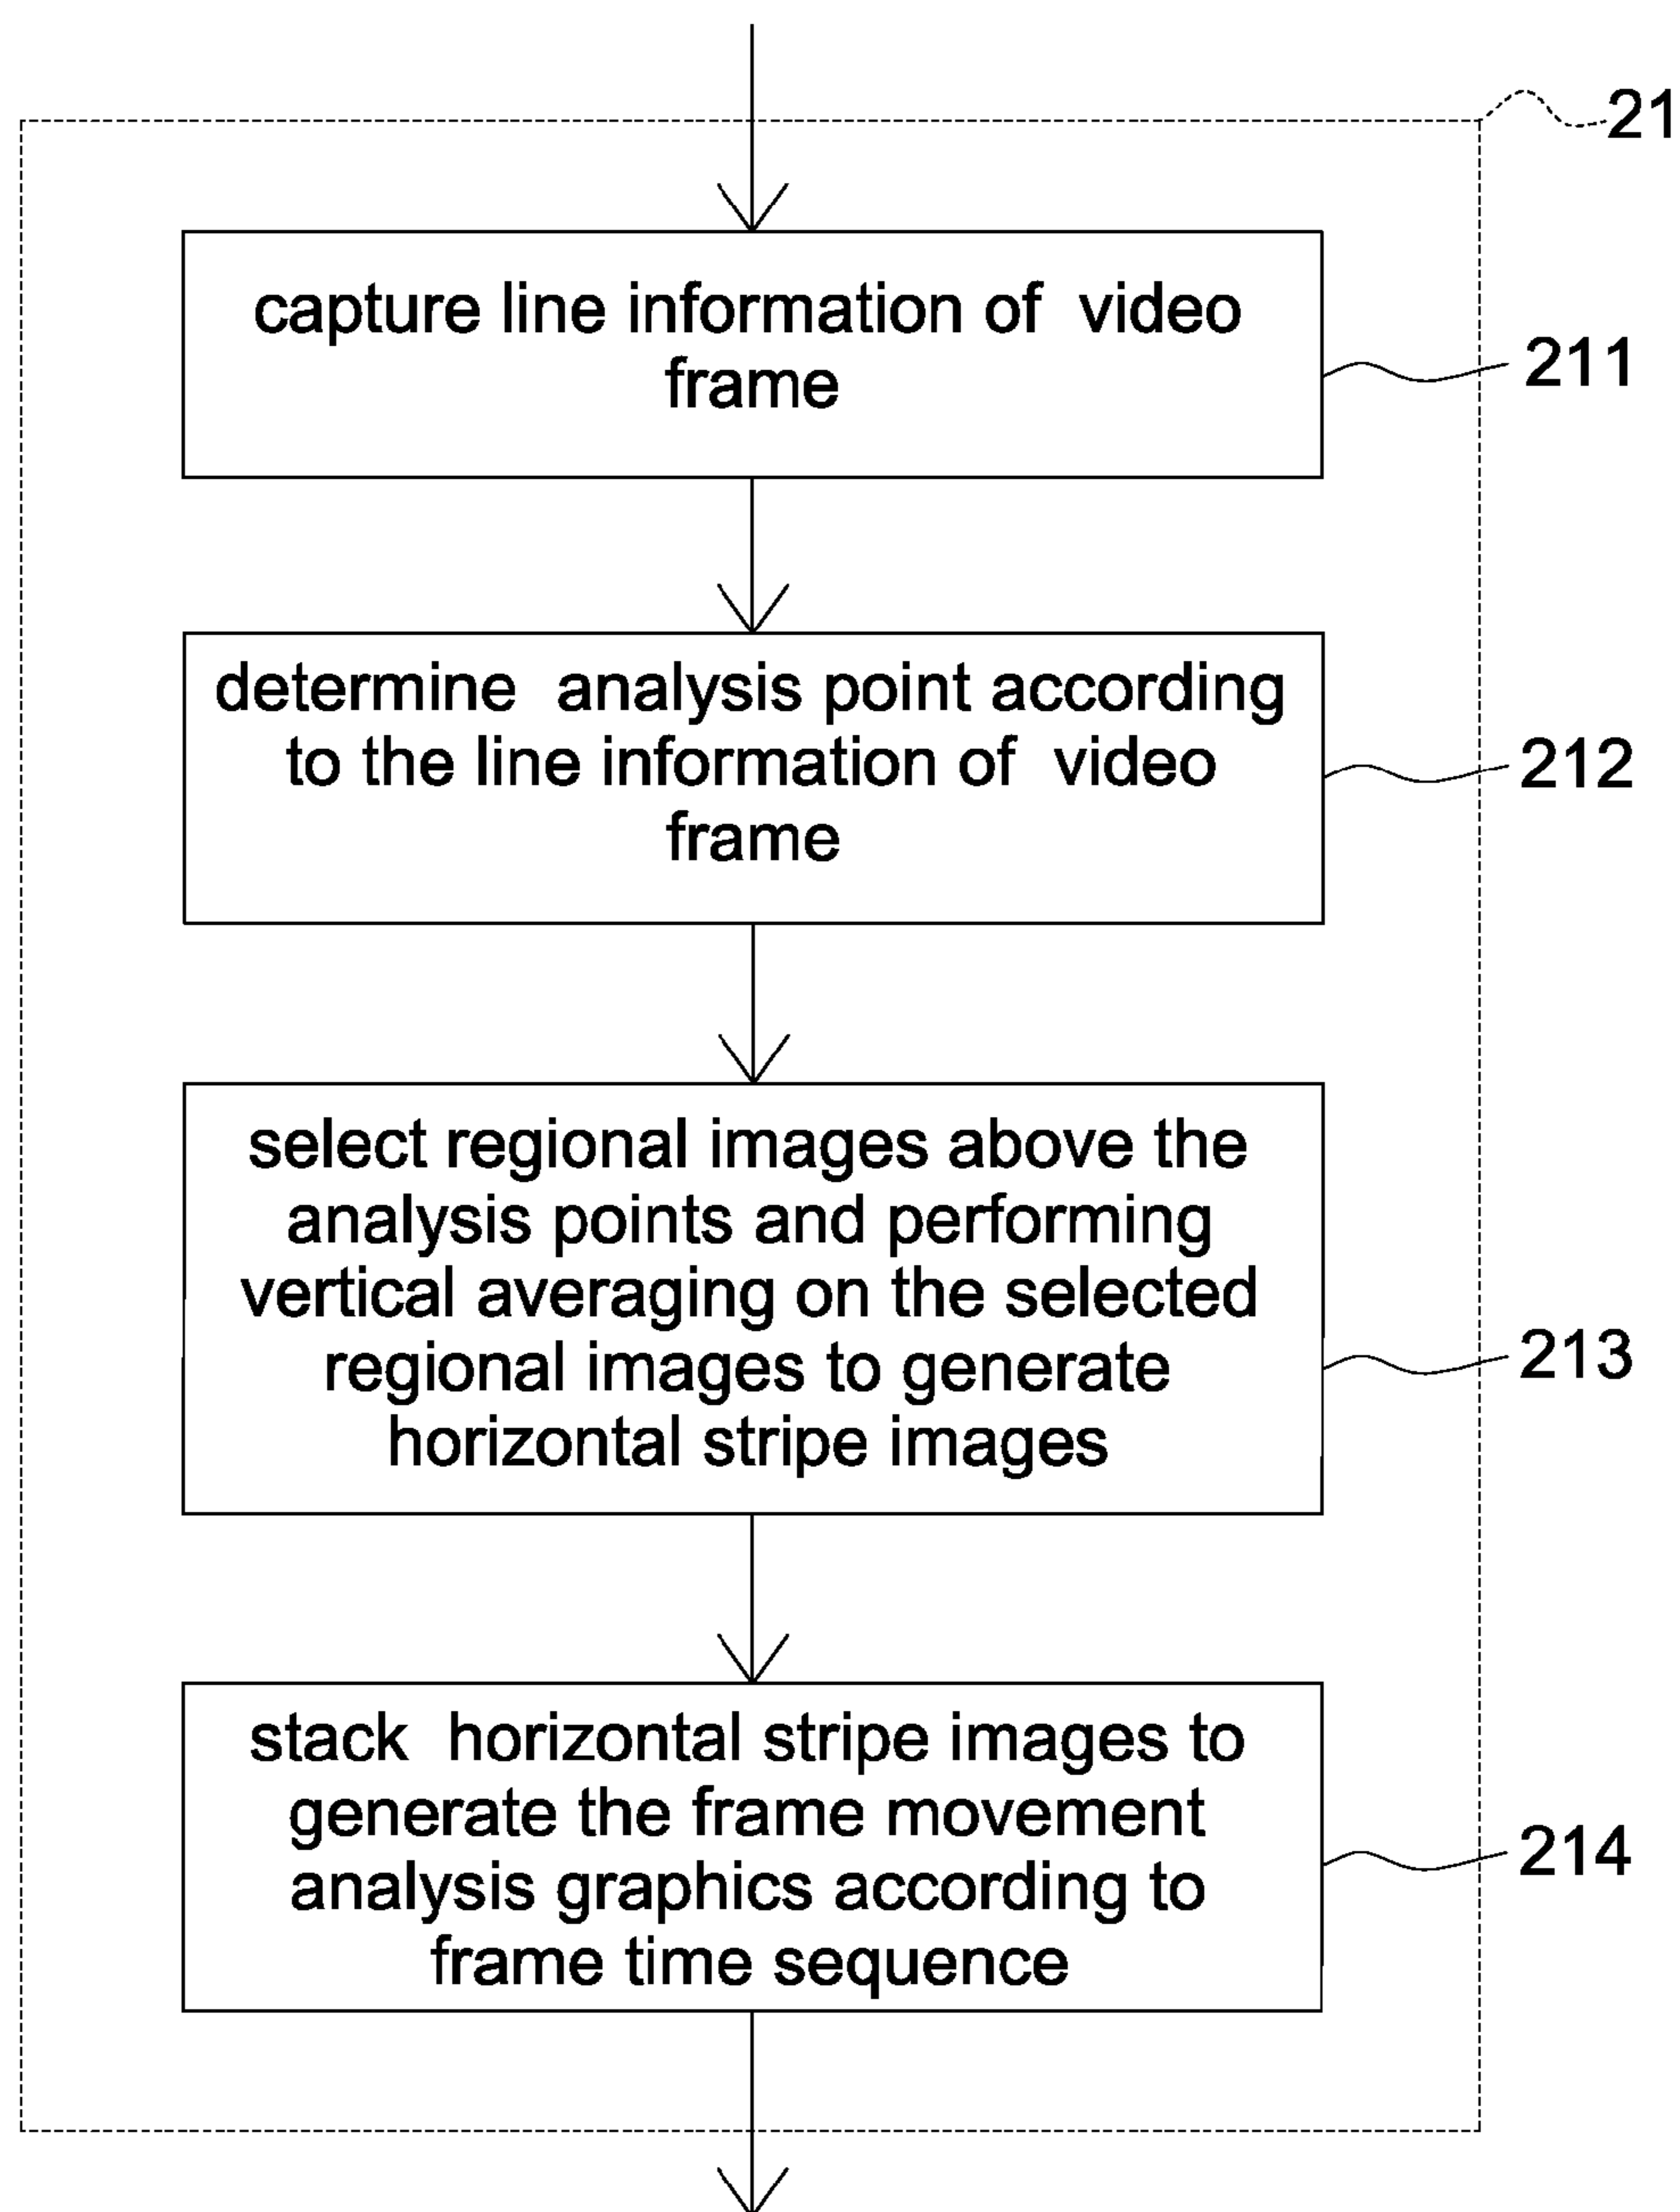 21
capture line information of video
frame
211
determine analysis point according
to the line information of video
frame
212
select regional images above the
analysis points and performing
vertical averaging on the selected
regional images to generate
horizontal stripe images
213
stack horizontal stripe images to
generate the frame movement
analysis graphics according to
frame time sequence
214